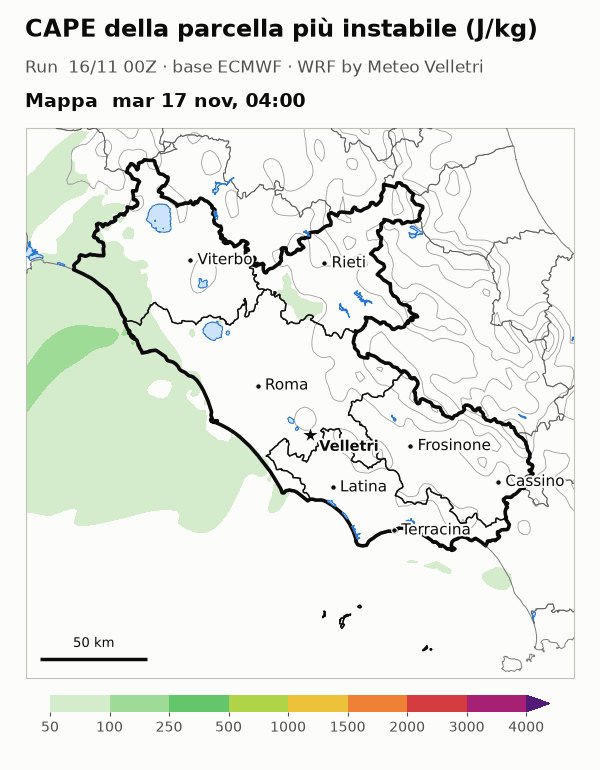 CAPE della parcella più instabile (J/kg)
Run  16/11 00Z · base ECMWF · WRF by Meteo Velletri
Mappa  mar 17 nov, 04:00
Viterbo
Rieti
Roma
Velletri
Frosinone
Cassino
Latina
Terracina
50 km
50 100 250 500 1000 1500 2000 3000 4000